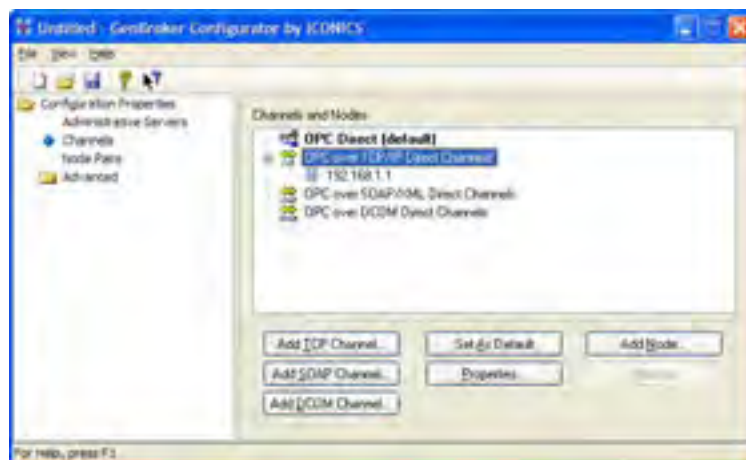 Untitled - GenBroker Configurator by ICONICS
File View Help
Configuration Properties
Administrative Servers
Channels
Node Pairs
Advanced
Channels and Nodes
OPC Direct (default)
OPC over TCP/IP Direct Channels
192.168.1.1
OPC over SOAP/XML Direct Channels
OPC over DCOM Direct Channels
Add TCP Channel...
Set As Default
Add Node...
Add SOAP Channel...
Properties...
Add DCOM Channel...
For Help, press F1